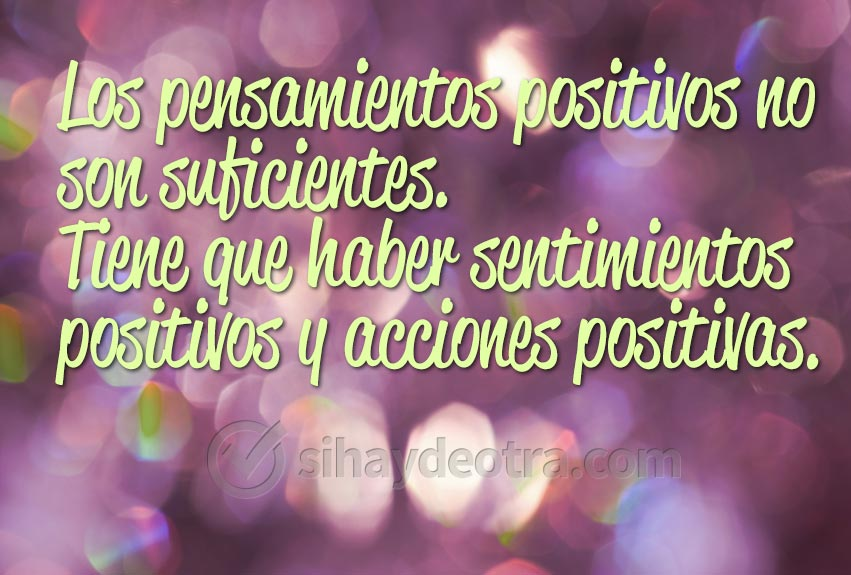 Los pensamientos positivos no
son suficientes.
Tiene que haber sentimientos
positivos y acciones positivas.
sihaydeotra.com